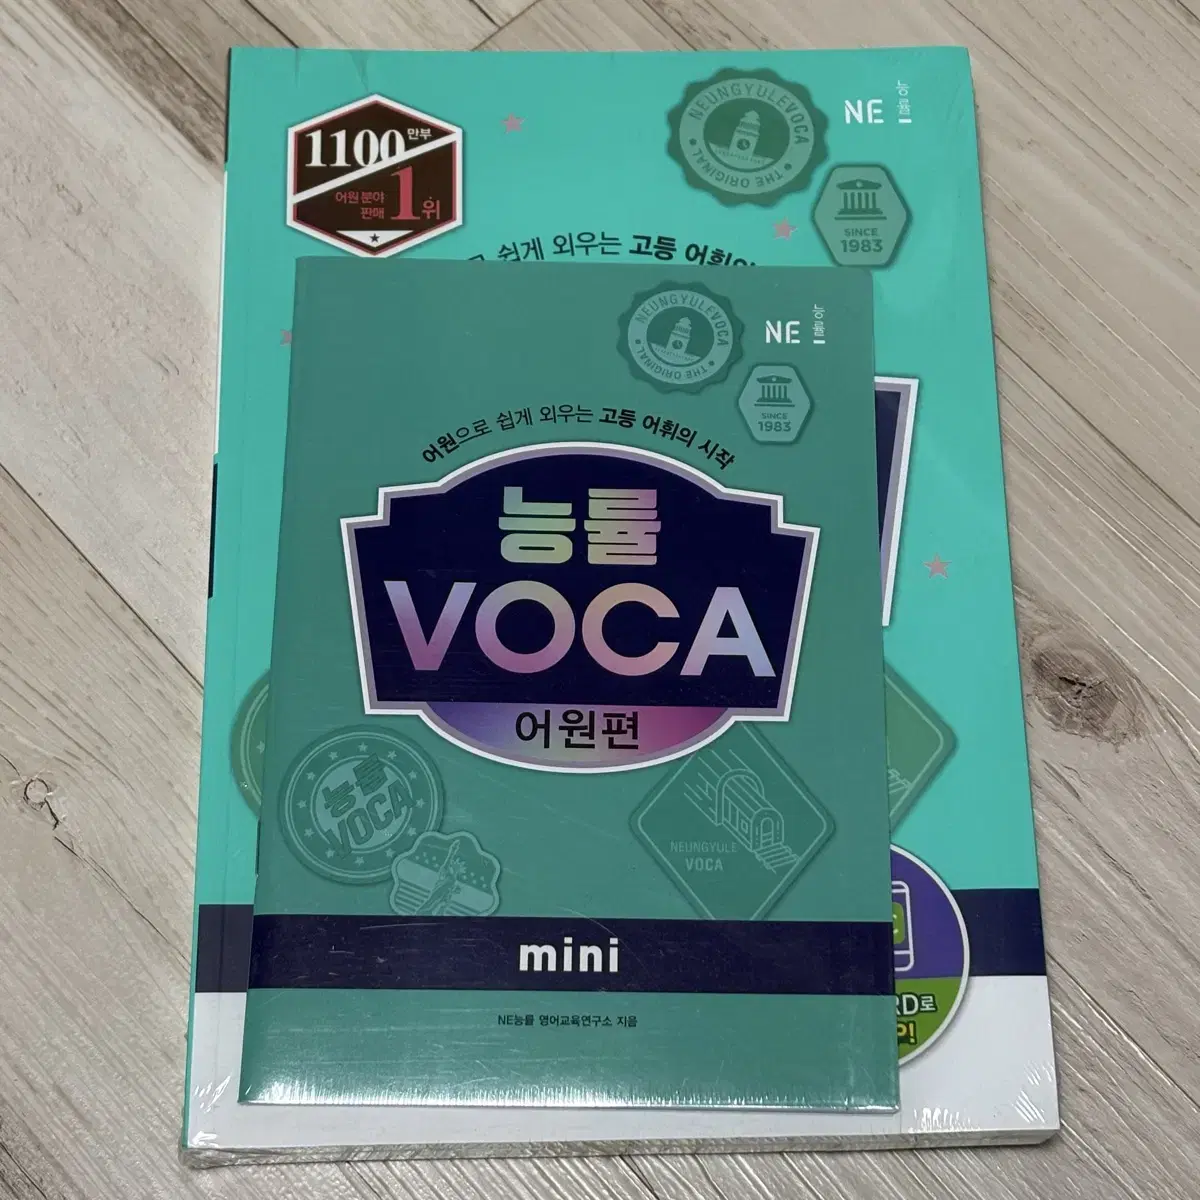 1100만부
어원 분야
판매 1위
NEUNGYULEVOCA
THE ORIGINAL
NE 능률
SINCE
1983
쉽게 외우는 고등 어휘의
NEUNGYULEVOCA
THE ORIGINAL
NE 능률
SINCE
1983
어원으로 쉽게 외우는 고등 어휘의 시작
능률
VOCA
어원편
능률
VOCA
NEUNGYULE
VOCA
mini
NE능률 영어교육연구소 지음